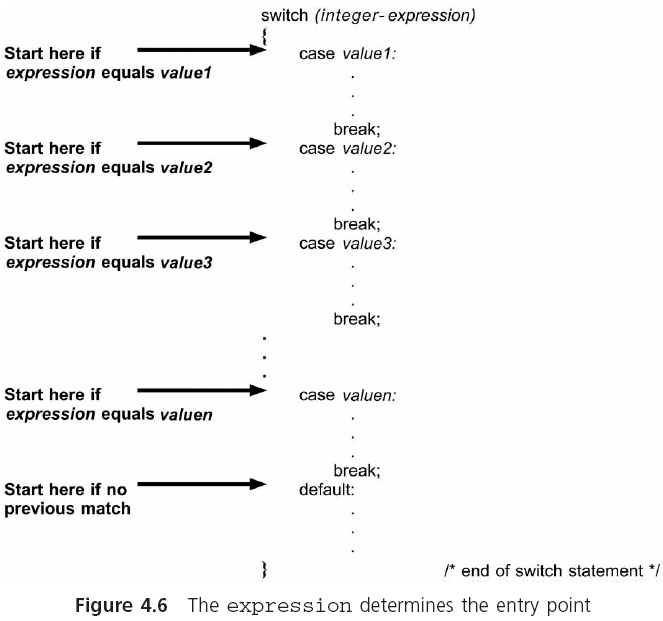 switch (integer-expression)
{
Start here if
expression equals value1
case value1:
.
.
.
break;
Start here if
expression equals value2
case value2:
.
.
.
break;
Start here if
expression equals value3
case value3:
.
.
.
break;
.
.
.
Start here if
expression equals valuen
case valuen:
.
.
.
break;
Start here if no
previous match
default:
.
.
.
} /* end of switch statement */
Figure 4.6 The expression determines the entry point